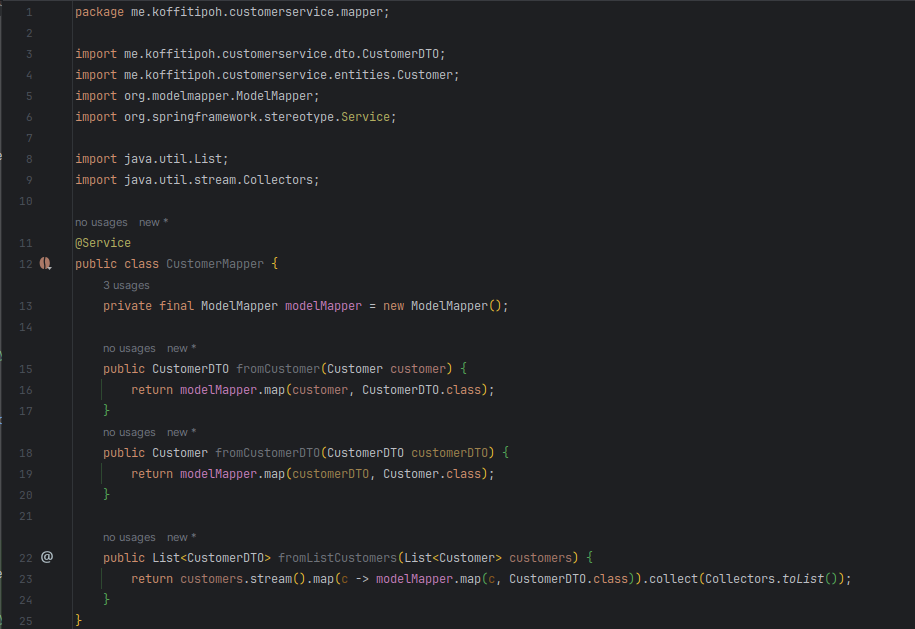 1 package me.koffitipoh.customerservice.mapper;
2
3 import me.koffitipoh.customerservice.dto.CustomerDTO;
4 import me.koffitipoh.customerservice.entities.Customer;
5 import org.modelmapper.ModelMapper;
6 import org.springframework.stereotype.Service;
7
8 import java.util.List;
9 import java.util.stream.Collectors;
10
no usages new *
11 @Service
12 public class CustomerMapper {
3 usages
13 private final ModelMapper modelMapper = new ModelMapper();
14
no usages new *
15 public CustomerDTO fromCustomer(Customer customer) {
16 return modelMapper.map(customer, CustomerDTO.class);
17 }
no usages new *
18 public Customer fromCustomerDTO(CustomerDTO customerDTO) {
19 return modelMapper.map(customerDTO, Customer.class);
20 }
21
no usages new *
22 @ public List<CustomerDTO> fromListCustomers(List<Customer> customers) {
23 return customers.stream().map(c -> modelMapper.map(c, CustomerDTO.class)).collect(Collectors.toList());
24 }
25 }